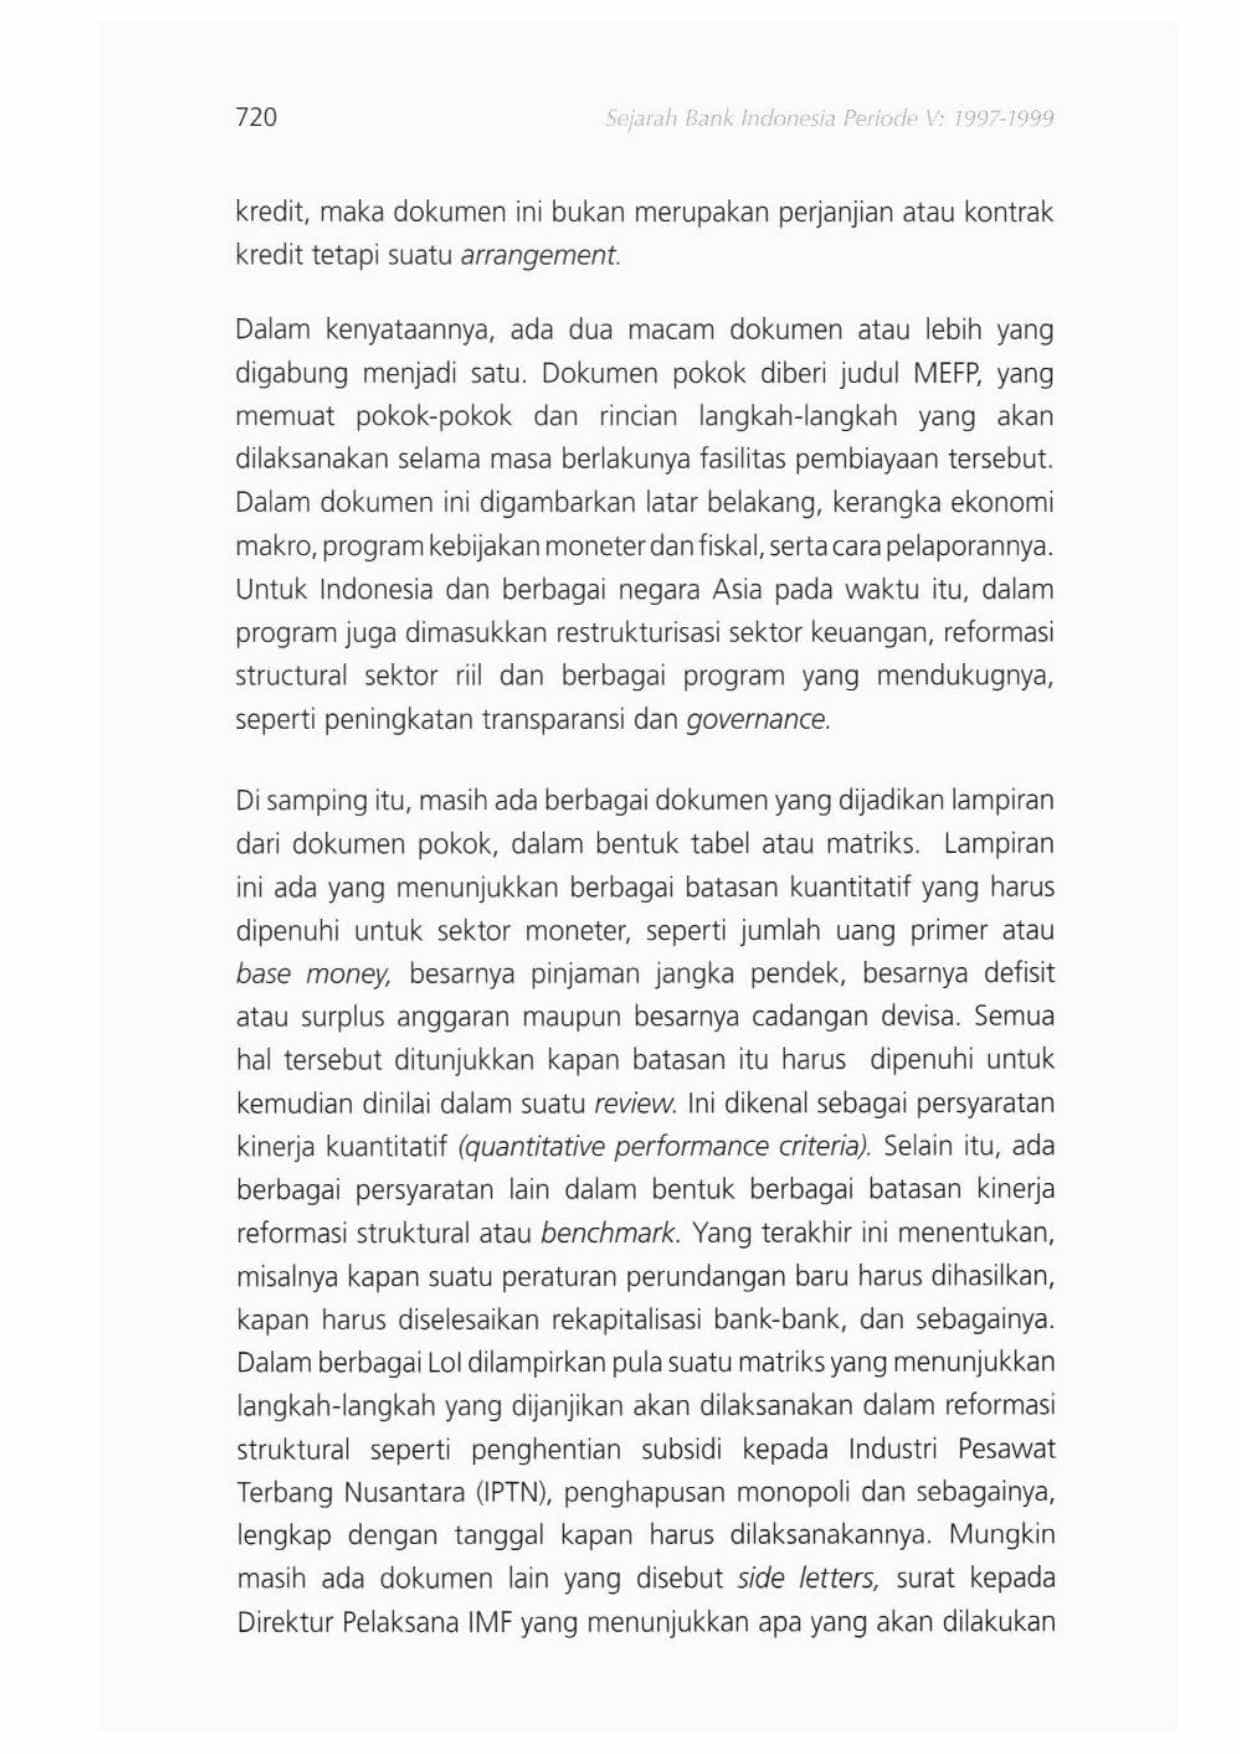 720
Sejarah Bank Indonesia Periode V: 1997-1999
kredit, maka dokumen ini bukan merupakan perjanjian atau kontrak
kredit tetapi suatu arrangement.
Dalam kenyataannya, ada dua macam dokumen atau lebih yang
digabung menjadi satu. Dokumen pokok diberi judul MEFP, yang
memuat pokok-pokok dan rincian langkah-langkah yang akan
dilaksanakan selama masa berlakunya fasilitas pembiayaan tersebut.
Dalam dokumen ini digambarkan latar belakang, kerangka ekonomi
makro, program kebijakan moneter dan fiskal, serta cara pelaporannya.
Untuk Indonesia dan berbagai negara Asia pada waktu itu, dalam
program juga dimasukkan restrukturisasi sektor keuangan, reformasi
structural sektor riil dan berbagai program yang mendukugnya,
seperti peningkatan transparansi dan governance.
Di samping itu, masih ada berbagai dokumen yang dijadikan lampiran
dari dokumen pokok, dalam bentuk tabel atau matriks. Lampiran
ini ada yang menunjukkan berbagai batasan kuantitatif yang harus
dipenuhi untuk sektor moneter, seperti jumlah uang primer atau
base money, besarnya pinjaman jangka pendek, besarnya defisit
atau surplus anggaran maupun besarnya cadangan devisa. Semua
hal tersebut ditunjukkan kapan batasan itu harus dipenuhi untuk
kemudian dinilai dalam suatu review. Ini dikenal sebagai persyaratan
kinerja kuantitatif (quantitative performance criteria). Selain itu, ada
berbagai persyaratan lain dalam bentuk berbagai batasan kinerja
reformasi struktural atau benchmark. Yang terakhir ini menentukan,
misalnya kapan suatu peraturan perundangan baru harus dihasilkan,
kapan harus diselesaikan rekapitalisasi bank-bank, dan sebagainya.
Dalam berbagai LoI dilampirkan pula suatu matriks yang menunjukkan
langkah-langkah yang dijanjikan akan dilaksanakan dalam reformasi
struktural seperti penghentian subsidi kepada Industri Pesawat
Terbang Nusantara (IPTN), penghapusan monopoli dan sebagainya,
lengkap dengan tanggal kapan harus dilaksanakannya. Mungkin
masih ada dokumen lain yang disebut side letters, surat kepada
Direktur Pelaksana IMF yang menunjukkan apa yang akan dilakukan